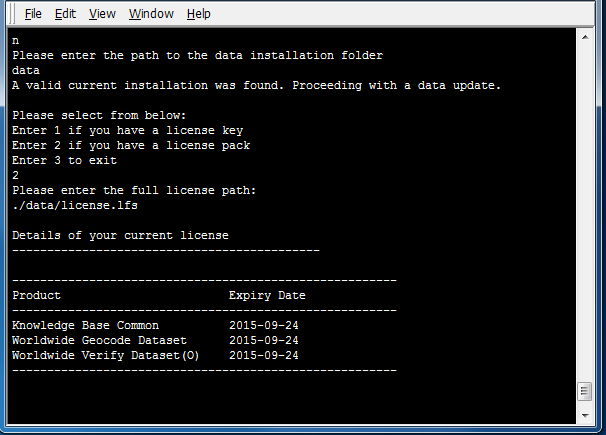 File Edit View Window Help
n
Please enter the path to the data installation folder
data
A valid current installation was found. Proceeding with a data update.
Please select from below:
Enter 1 if you have a license key
Enter 2 if you have a license pack
Enter 3 to exit
2
Please enter the full license path:
./data/license.lfs
Details of your current license
--------------------------------------------
-------------------------------------------------------
Product Expiry Date
-------------------------------------------------------
Knowledge Base Common 2015-09-24
Worldwide Geocode Dataset 2015-09-24
Worldwide Verify Dataset(O) 2015-09-24
-------------------------------------------------------